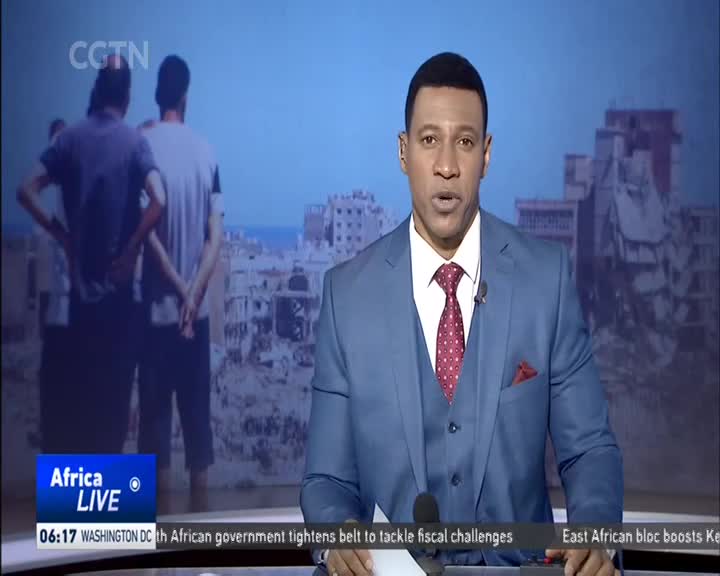 CGTN
Africa
LIVE
06:17 WASHINGTON DC
th African government tightens belt to tackle fiscal challenges East African bloc boosts Ke